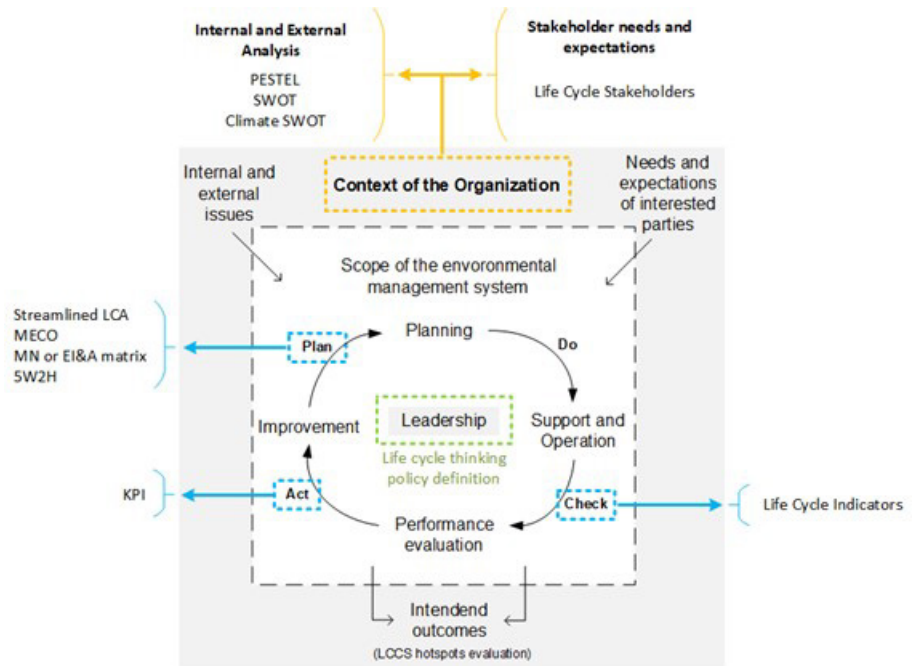 Internal and External
Analysis
PESTEL
SWOT
Climate SWOT
Stakeholder needs and
expectations
Life Cycle Stakeholders
Internal and
external
issues
Context of the Organization
Needs and
expectations
of interested
parties
Scope of the envoronmental
management system
Streamlined LCA
MECO
MN or EI&A matrix
5W2H
Plan
Planning
Do
Improvement
Leadership
Support and
Operation
Life cycle thinking
policy definition
KPI
Act
Check
Life Cycle Indicators
Performance
evaluation
Intendend
outcomes
(LCCS hotspots evaluation)